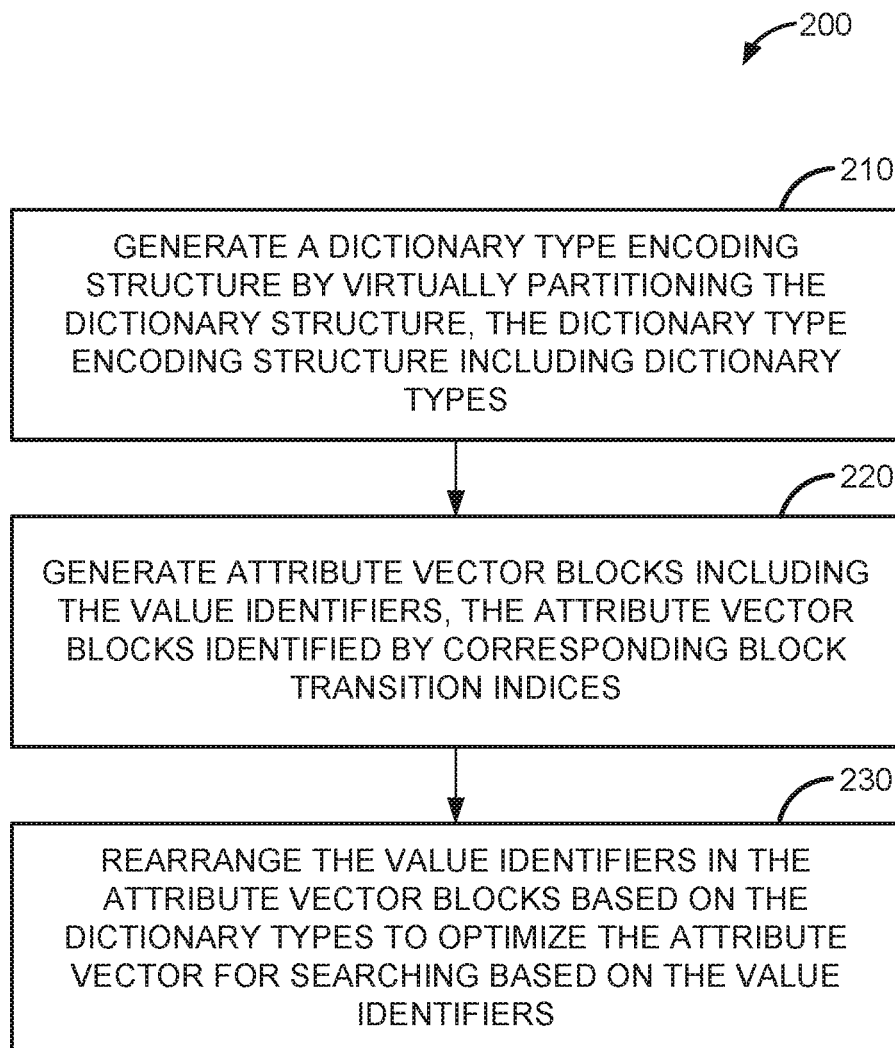 200
210
GENERATE A DICTIONARY TYPE ENCODING
STRUCTURE BY VIRTUALLY PARTITIONING THE
DICTIONARY STRUCTURE, THE DICTIONARY TYPE
ENCODING STRUCTURE INCLUDING DICTIONARY
TYPES
220
GENERATE ATTRIBUTE VECTOR BLOCKS INCLUDING
THE VALUE IDENTIFIERS, THE ATTRIBUTE VECTOR
BLOCKS IDENTIFIED BY CORRESPONDING BLOCK
TRANSITION INDICES
230
REARRANGE THE VALUE IDENTIFIERS IN THE
ATTRIBUTE VECTOR BLOCKS BASED ON THE
DICTIONARY TYPES TO OPTIMIZE THE ATTRIBUTE
VECTOR FOR SEARCHING BASED ON THE VALUE
IDENTIFIERS